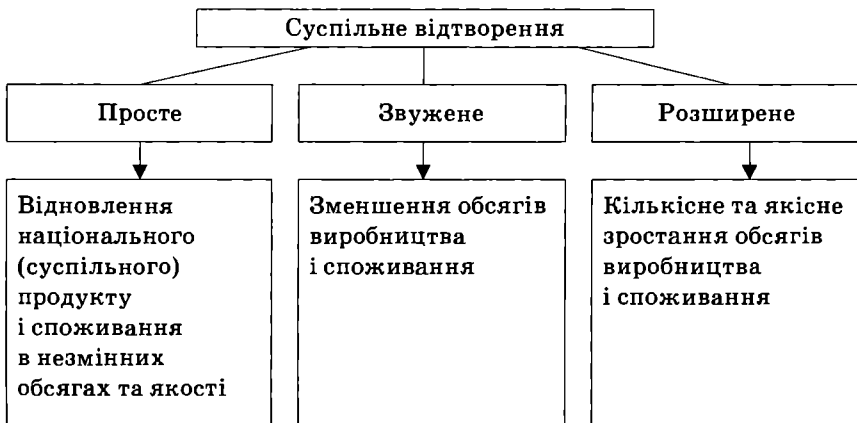 Суспільне відтворення
Просте
Звужене
Розширене
Відновлення
національного
(суспільного)
продукту
і споживання
в незмінних
обсягах та якості
Зменшення обсягів
виробництва
і споживання
Кількісне та якісне
зростання обсягів
виробництва
і споживання